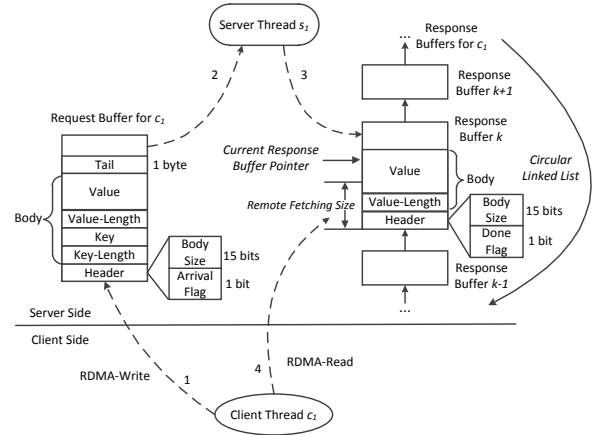 Server Thread s₁
...
Response
Buffers for c₁
2
3
Response
Buffer k+1
Request Buffer for c₁
Response
Buffer k
Tail
1 byte
Current Response
Buffer Pointer
Value
Circular
Linked List
Value
Body
Body
Remote Fetching Size
Value-Length
Body
Size
15 bits
Value-Length
Header
Done
Flag
1 bit
Key
Body
Size
15 bits
Key-Length
Header
Arrival
Flag
1 bit
Response
Buffer k-1
...
Server Side
Client Side
RDMA-Write
1
4
RDMA-Read
Client Thread c₁